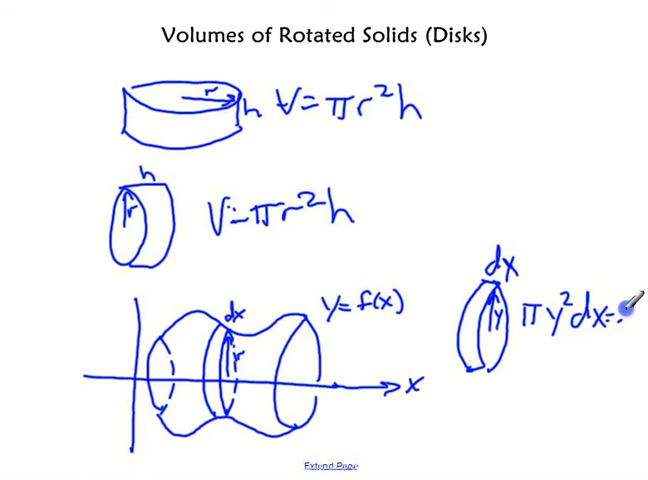 Volumes of Rotated Solids (Disks)
r
h V=πr²h
h
r
V=πr²h
dx
y=f(x)
r
x
dx
y πy²dx=
Extend Page